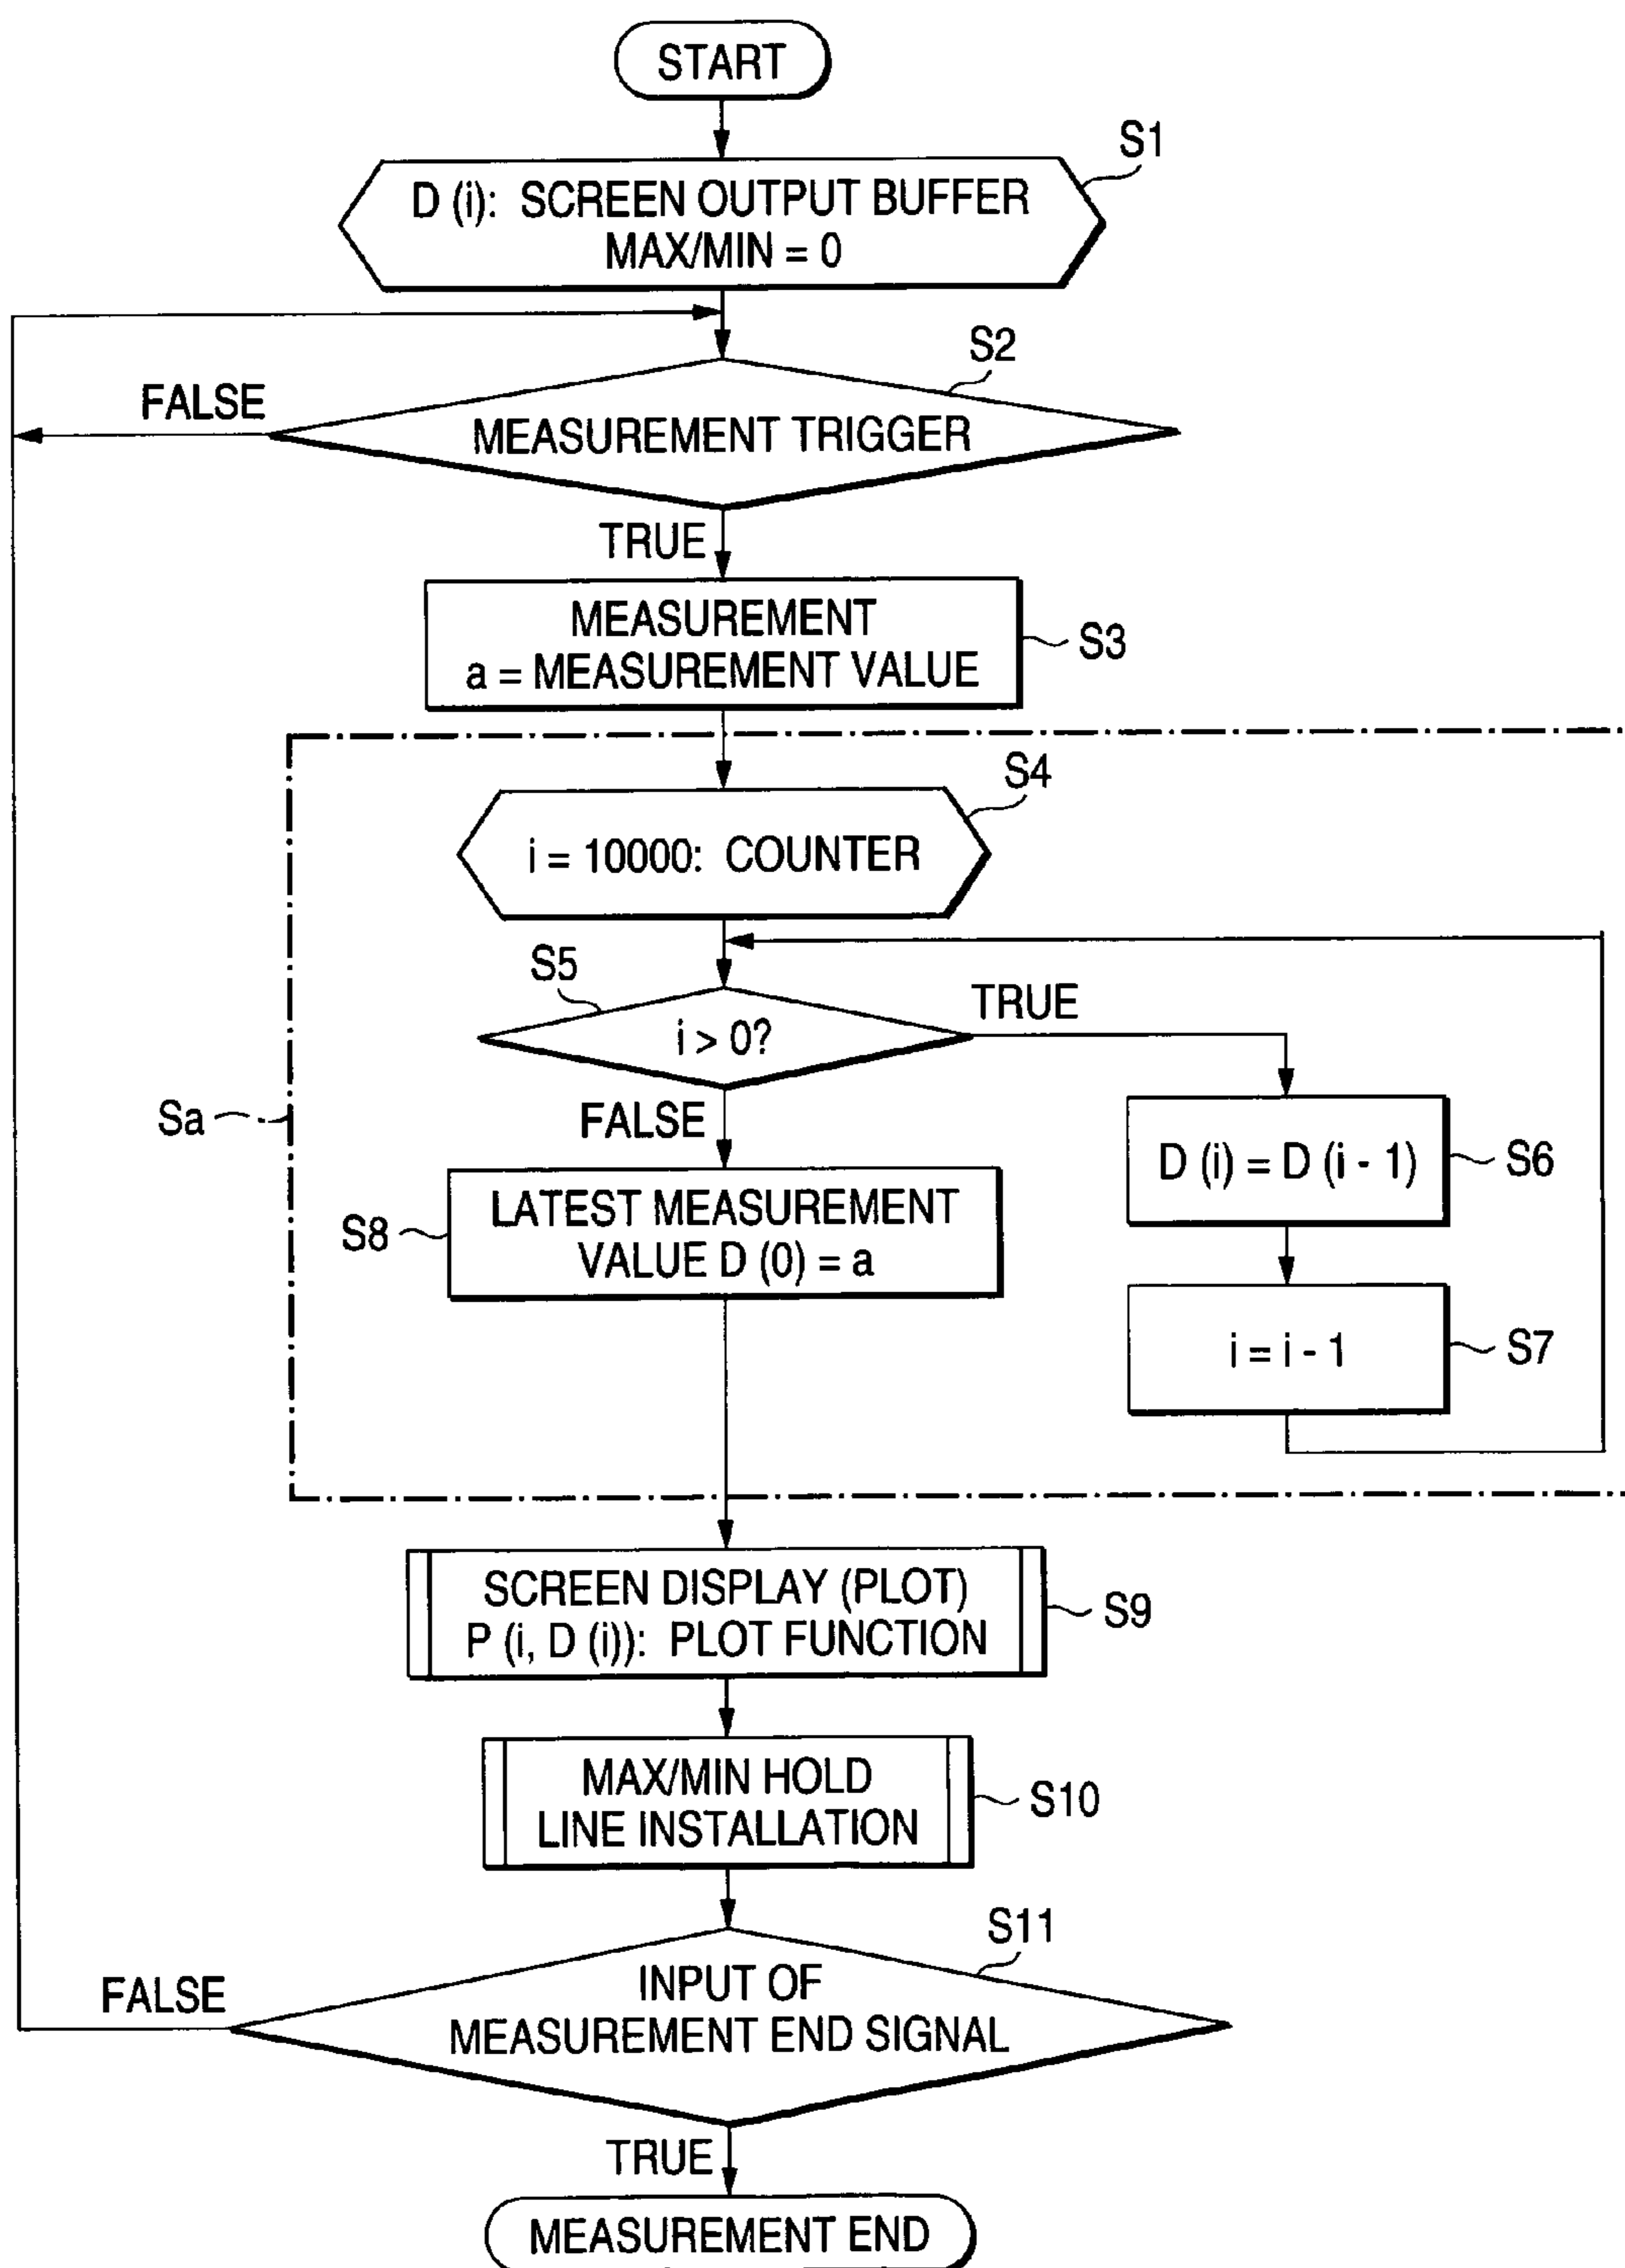 START
S1
D (i): SCREEN OUTPUT BUFFER
MAX/MIN = 0
S2
FALSE
MEASUREMENT TRIGGER
TRUE
MEASUREMENT
a = MEASUREMENT VALUE
S3
S4
i = 10000: COUNTER
S5
TRUE
i > 0?
Sa
FALSE
D (i) = D (i - 1)
S6
S8
LATEST MEASUREMENT
VALUE D (0) = a
i = i - 1
S7
SCREEN DISPLAY (PLOT)
P (i, D (i)): PLOT FUNCTION
S9
MAX/MIN HOLD
LINE INSTALLATION
S10
S11
FALSE
INPUT OF
MEASUREMENT END SIGNAL
TRUE
MEASUREMENT END